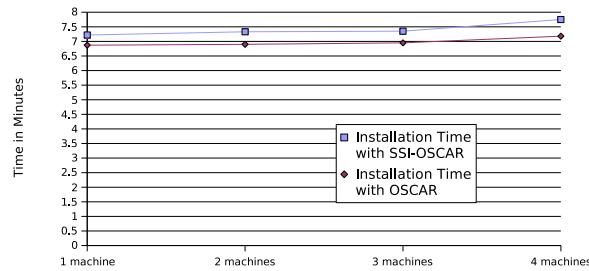 8
7.5
7
6.5
6
5.5
5
4.5
4
3.5
3
2.5
2
1.5
1
0.5
0
Time in Minutes
Installation Time
with SSI-OSCAR
Installation Time
with OSCAR
1 machine
2 machines
3 machines
4 machines